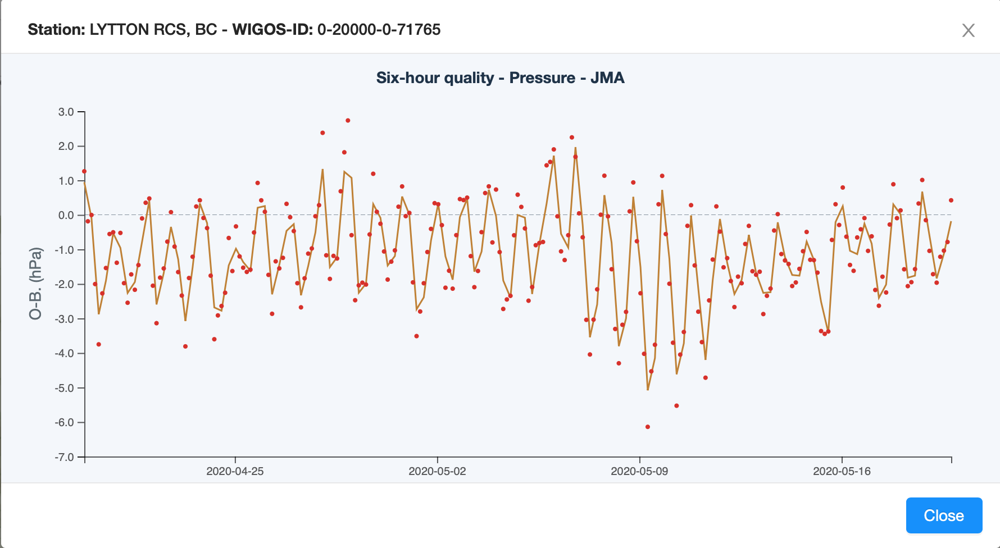 Station: LYTTON RCS, BC - WIGOS-ID: 0-20000-0-71765
X
Six-hour quality - Pressure - JMA
3.0
2.0
1.0
0.0
-1.0
-2.0
-3.0
-4.0
-5.0
-6.0
-7.0
O-B. (hPa)
2020-04-25 2020-05-02 2020-05-09 2020-05-16
Close